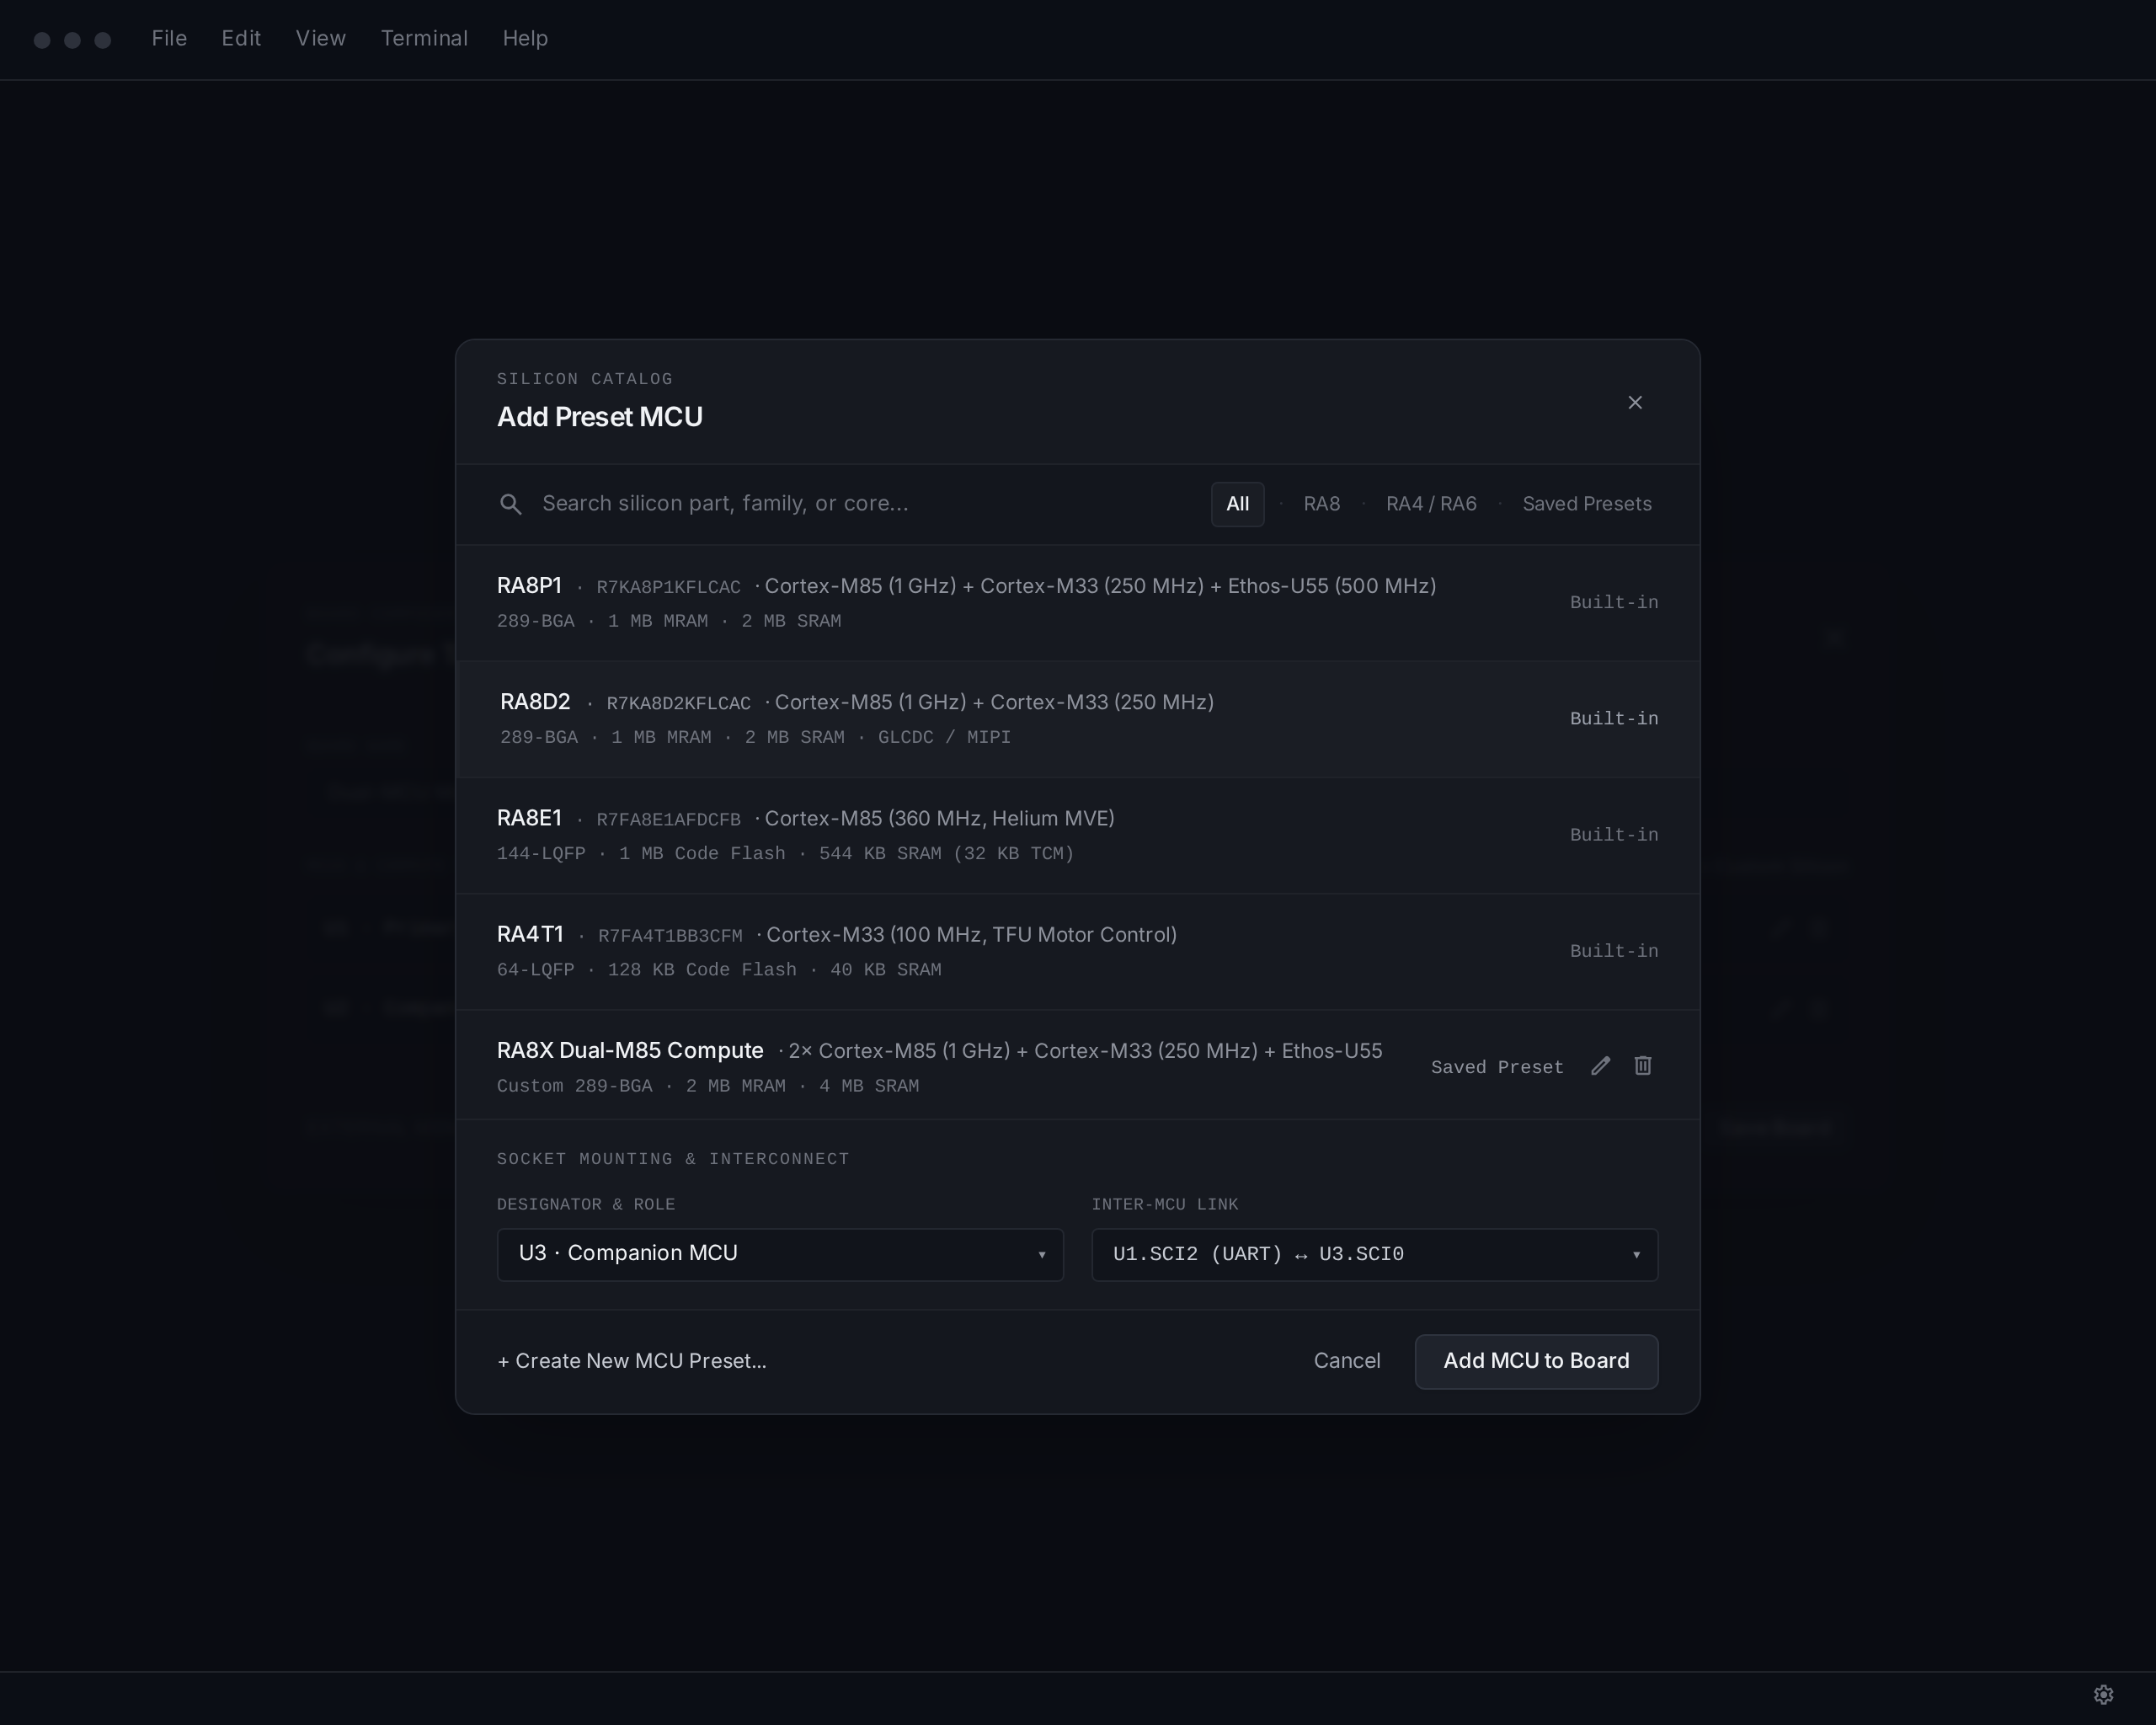 File Edit View Terminal Help
SILICON CATALOG
Add Preset MCU
Search silicon part, family, or core...
All · RA8 · RA4 / RA6 · Saved Presets
RA8P1 · R7KA8P1KFLCAC · Cortex-M85 (1 GHz) + Cortex-M33 (250 MHz) + Ethos-U55 (500 MHz)
289-BGA · 1 MB MRAM · 2 MB SRAM
Built-in
RA8D2 · R7KA8D2KFLCAC · Cortex-M85 (1 GHz) + Cortex-M33 (250 MHz)
289-BGA · 1 MB MRAM · 2 MB SRAM · GLCDC / MIPI
Built-in
RA8E1 · R7FA8E1AFDCFB · Cortex-M85 (360 MHz, Helium MVE)
144-LQFP · 1 MB Code Flash · 544 KB SRAM (32 KB TCM)
Built-in
RA4T1 · R7FA4T1BB3CFM · Cortex-M33 (100 MHz, TFU Motor Control)
64-LQFP · 128 KB Code Flash · 40 KB SRAM
Built-in
RA8X Dual-M85 Compute · 2× Cortex-M85 (1 GHz) + Cortex-M33 (250 MHz) + Ethos-U55
Custom 289-BGA · 2 MB MRAM · 4 MB SRAM
Saved Preset
SOCKET MOUNTING & INTERCONNECT
DESIGNATOR & ROLE
U3 · Companion MCU
INTER-MCU LINK
U1.SCI2 (UART) ↔ U3.SCI0
+ Create New MCU Preset...
Cancel
Add MCU to Board
Configure